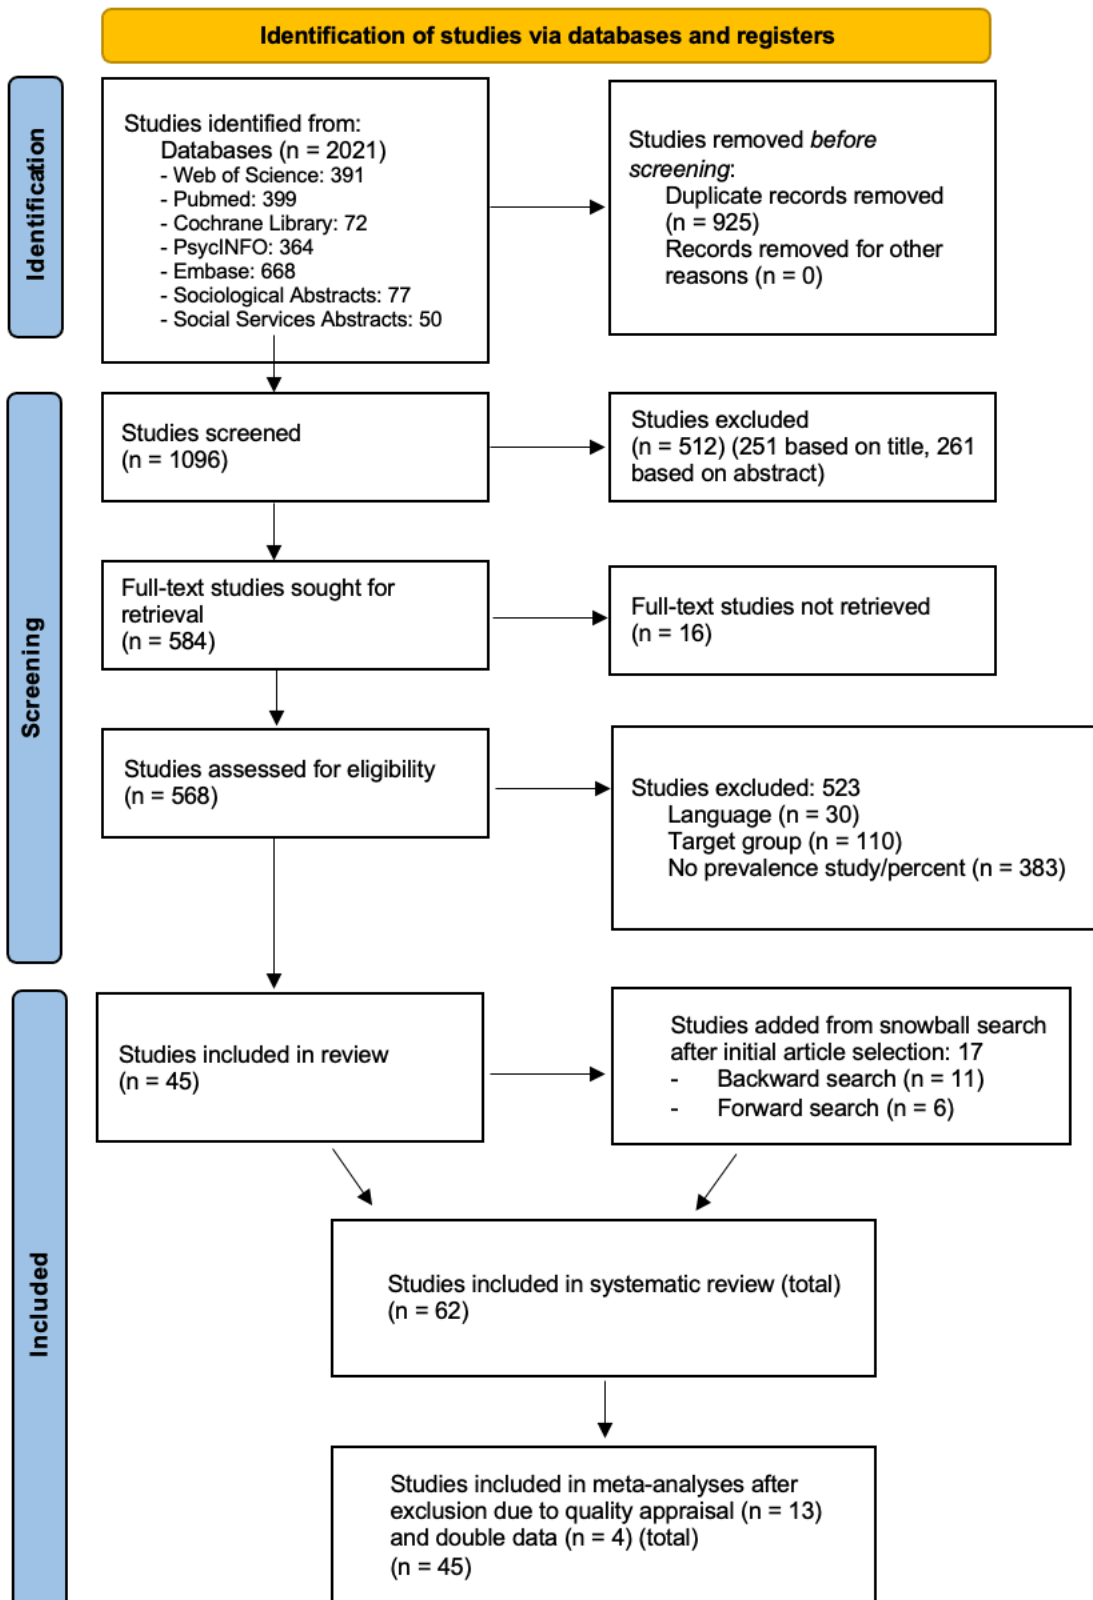 Identification of studies via databases and registers
Identification
Studies identified from:
Databases (n = 2021)
- Web of Science: 391
- Pubmed: 399
- Cochrane Library: 72
- PsycINFO: 364
- Embase: 668
- Sociological Abstracts: 77
- Social Services Abstracts: 50
Studies removed before
screening:
Duplicate records removed
(n = 925)
Records removed for other
reasons (n = 0)
Screening
Studies screened
(n = 1096)
Studies excluded
(n = 512) (251 based on title, 261
based on abstract)
Full-text studies sought for
retrieval
(n = 584)
Full-text studies not retrieved
(n = 16)
Studies assessed for eligibility
(n = 568)
Studies excluded: 523
Language (n = 30)
Target group (n = 110)
No prevalence study/percent (n = 383)
Included
Studies included in review
(n = 45)
Studies added from snowball search
after initial article selection: 17
- Backward search (n = 11)
- Forward search (n = 6)
Studies included in systematic review (total)
(n = 62)
Studies included in meta-analyses after
exclusion due to quality appraisal (n = 13)
and double data (n = 4) (total)
(n = 45)